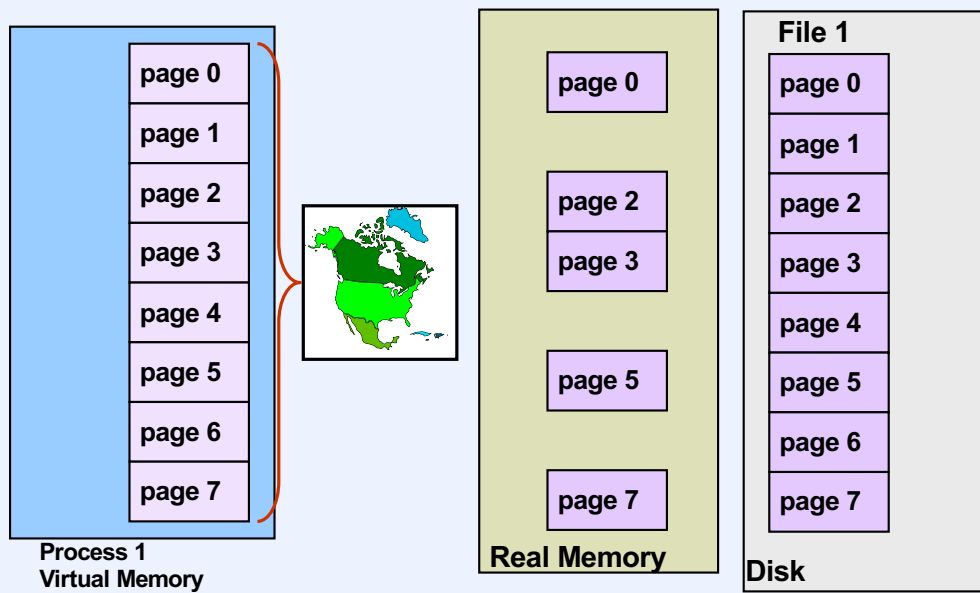 page 0
page 1
page 2
page 3
page 4
page 5
page 6
page 7
Process 1
Virtual Memory
page 0
page 2
page 3
page 5
page 7
Real Memory
File 1
page 0
page 1
page 2
page 3
page 4
page 5
page 6
page 7
Disk